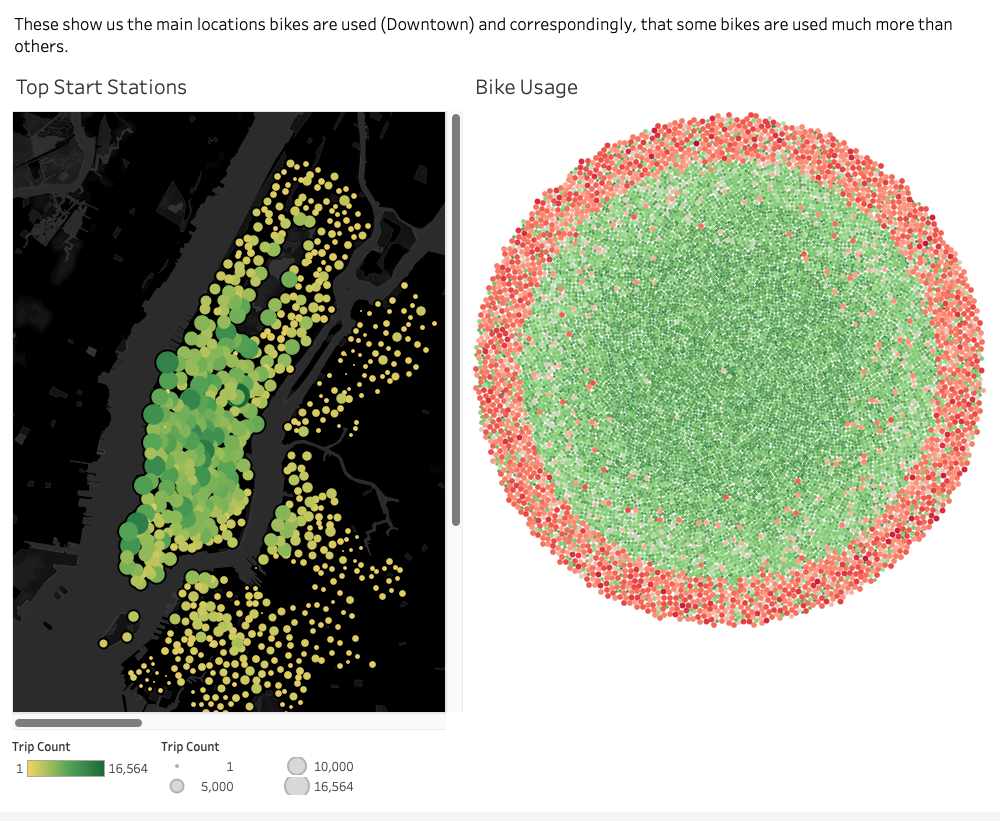 These show us the main locations bikes are used (Downtown) and correspondingly, that some bikes are used much more than
others.
Top Start Stations
Bike Usage
Trip Count
1
16,564
Trip Count
1
5,000
10,000
16,564